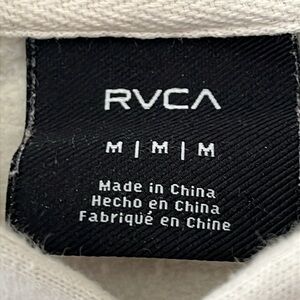 RVCA
M | M | M
Made in China
Hecho en China
Fabriqué en Chine